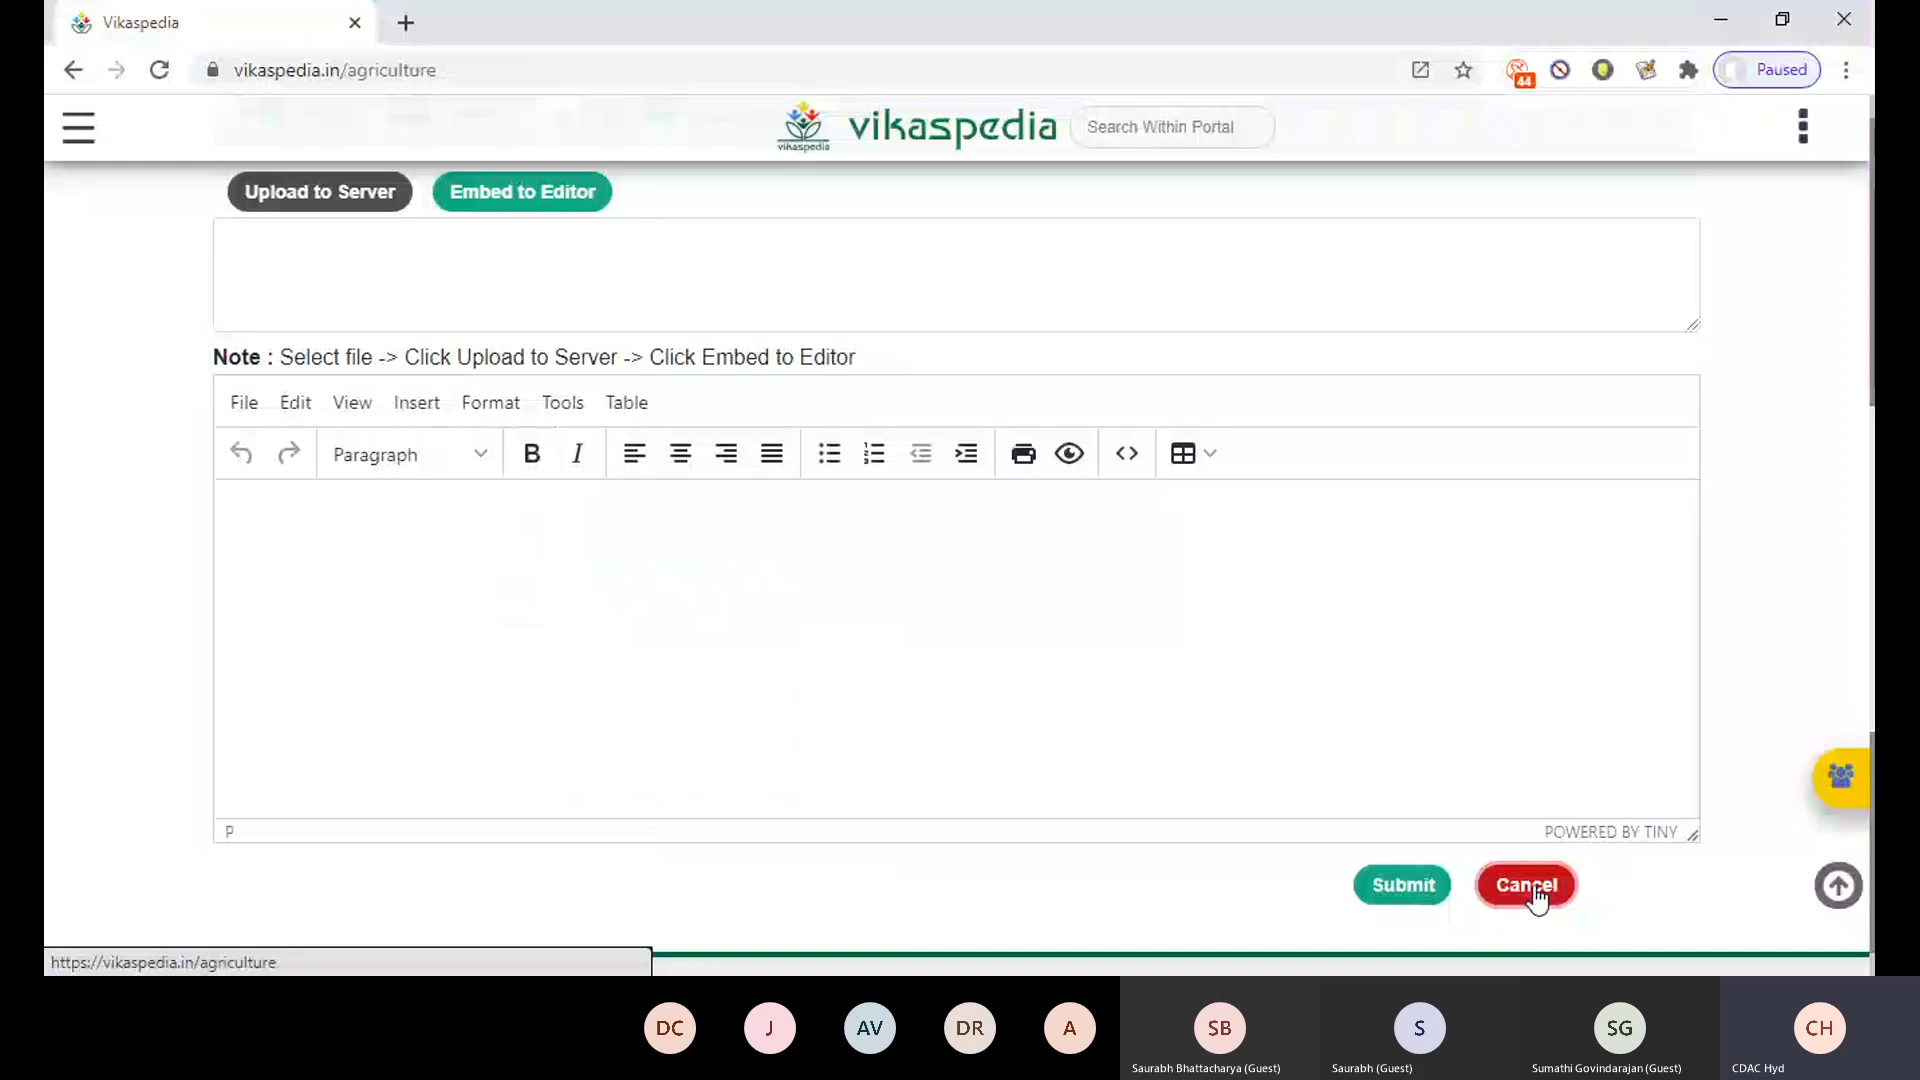 Vikaspedia
vikaspedia.in/agriculture
44
Paused
vikaspedia
vikaspedia
Search Within Portal
Upload to Server
Embed to Editor
Note : Select file -> Click Upload to Server -> Click Embed to Editor
File Edit View Insert Format Tools Table
Paragraph
B I
P
POWERED BY TINY
Submit
Cancel
https://vikaspedia.in/agriculture
DC J AV DR A SB S SG CH
Saurabh Bhattacharya (Guest)
Saurabh (Guest)
Sumathi Govindarajan (Guest)
CDAC Hyd